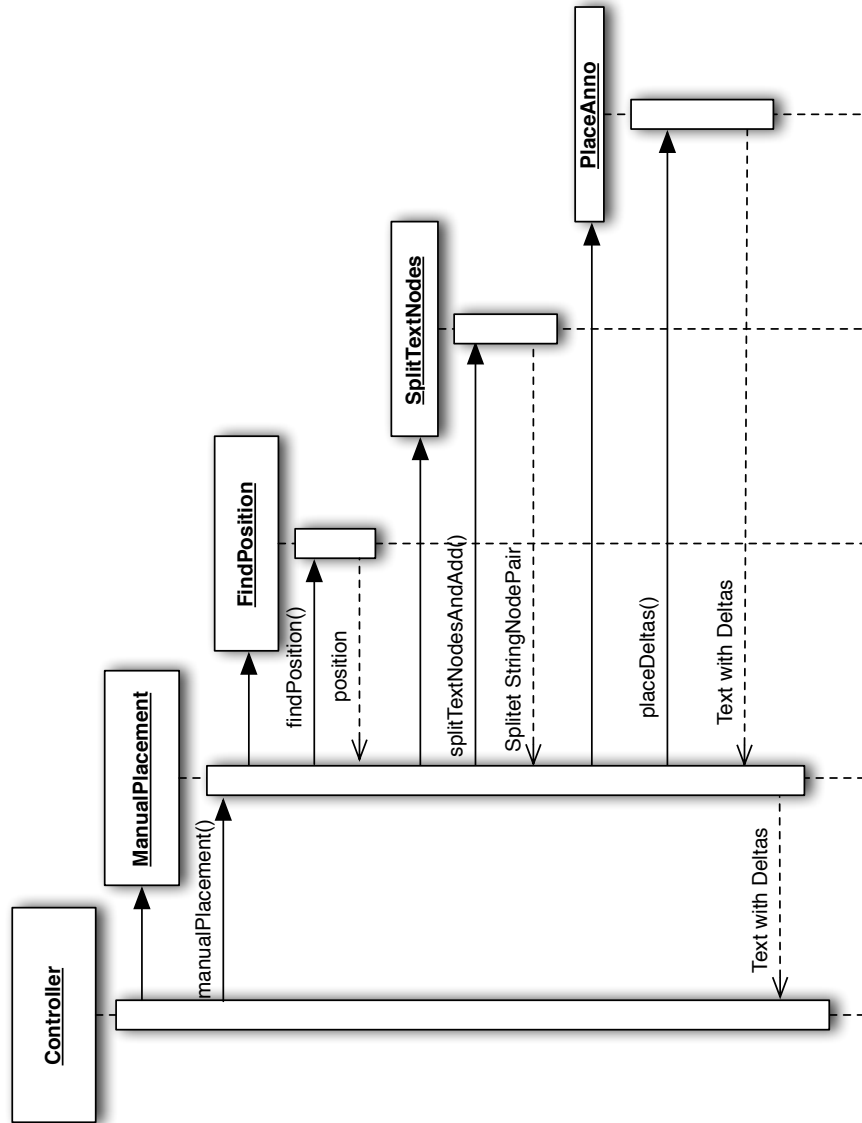 Controller
ManualPlacement
FindPosition
SplitTextNodes
PlaceAnno
manualPlacement()
findPosition()
position
splitTextNodesAndAdd()
Splitet StringNodePair
placeDeltas()
Text with Deltas
Text with Deltas